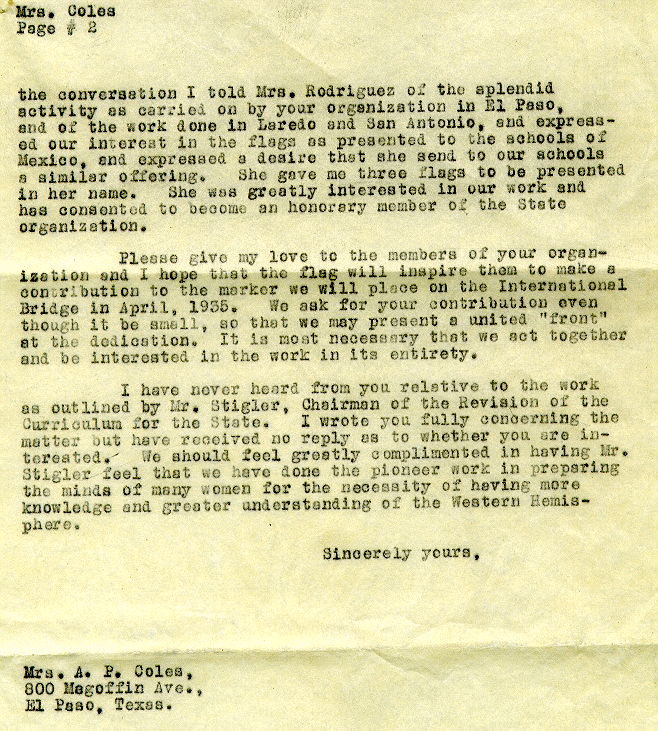 Mrs. Coles
Page # 2
the conversation I told Mrs. Rodriguez of the splendid
activity as carried on by your organization in El Paso,
and of the work done in Laredo and San Antonio, and express-
ed our interest in the flags as presented to the schools of
Mexico, and expressed a desire that she send to our schools
a similar offering.  She gave me three flags to be presented
in her name.  She was greatly interested in our work and
has consented to become an honorary member of the State
organization.
Please give my love to the members of your organ-
ization and I hope that the flag will inspire them to make a
contribution to the marker we will place on the International
Bridge in April, 1935.  We ask for your contribution even
though it be small, so that we may present a united "front"
at the dedication.  It is most necessary that we act together
and be interested in the work in its entirety.
I have never heard from you relative to the work
as outlined by Mr. Stigler, Chairman of the Revision of the
Curriculum for the State.  I wrote you fully concerning the
matter but have received no reply as to whether you are in-
terested.  We should feel greatly complimented in having Mr.
Stigler feel that we have done the pioneer work in preparing
the minds of many women for the necessity of having more
knowledge and greater understanding of the Western Hemis-
phere.
Sincerely yours,
Mrs. A. P. Coles,
800 Magoffin Ave.,
El Paso, Texas.